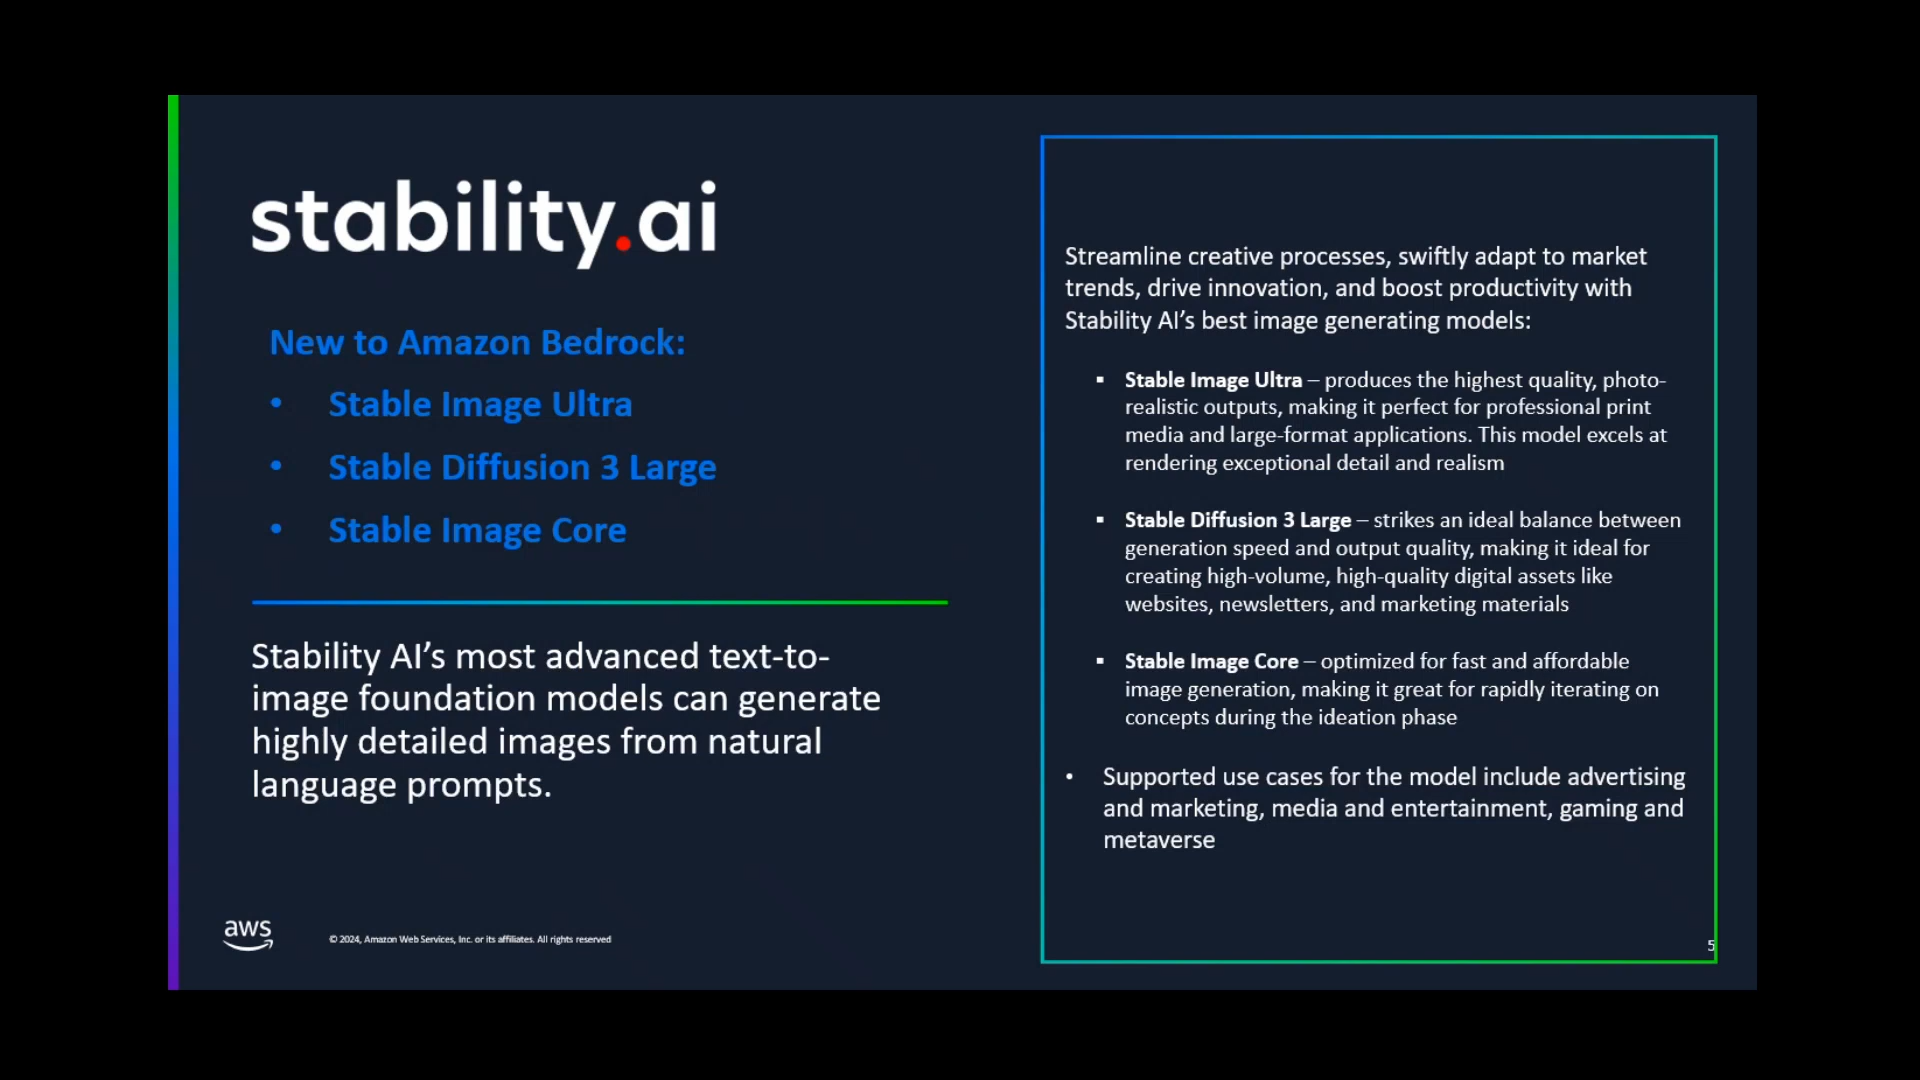 stability.ai
New to Amazon Bedrock:
• Stable Image Ultra
• Stable Diffusion 3 Large
• Stable Image Core
Stability AI’s most advanced text-to-
image foundation models can generate
highly detailed images from natural
language prompts.
aws
© 2024, Amazon Web Services, Inc. or its affiliates. All rights reserved
Streamline creative processes, swiftly adapt to market
trends, drive innovation, and boost productivity with
Stability AI’s best image generating models:
▪ Stable Image Ultra – produces the highest quality, photo-
realistic outputs, making it perfect for professional print
media and large-format applications. This model excels at
rendering exceptional detail and realism
▪ Stable Diffusion 3 Large – strikes an ideal balance between
generation speed and output quality, making it ideal for
creating high-volume, high-quality digital assets like
websites, newsletters, and marketing materials
▪ Stable Image Core – optimized for fast and affordable
image generation, making it great for rapidly iterating on
concepts during the ideation phase
• Supported use cases for the model include advertising
and marketing, media and entertainment, gaming and
metaverse
5